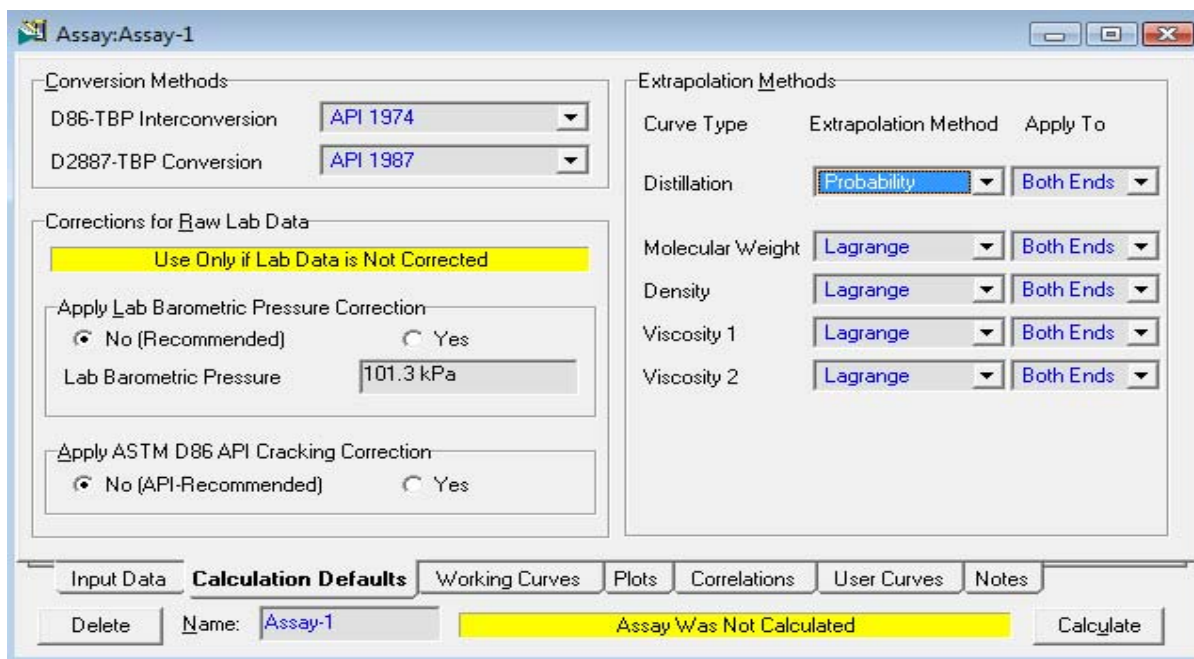 Assay:Assay-1
Conversion Methods
D86-TBP Interconversion API 1974
D2887-TBP Conversion API 1987
Corrections for Raw Lab Data
Use Only if Lab Data is Not Corrected
Apply Lab Barometric Pressure Correction
No (Recommended) Yes
Lab Barometric Pressure 101.3 kPa
Apply ASTM D86 API Cracking Correction
No (API-Recommended) Yes
Extrapolation Methods
Curve Type Extrapolation Method Apply To
Distillation Probability Both Ends
Molecular Weight Lagrange Both Ends
Density Lagrange Both Ends
Viscosity 1 Lagrange Both Ends
Viscosity 2 Lagrange Both Ends
Input Data Calculation Defaults Working Curves Plots Correlations User Curves Notes
Delete Name: Assay-1 Assay Was Not Calculated Calculate